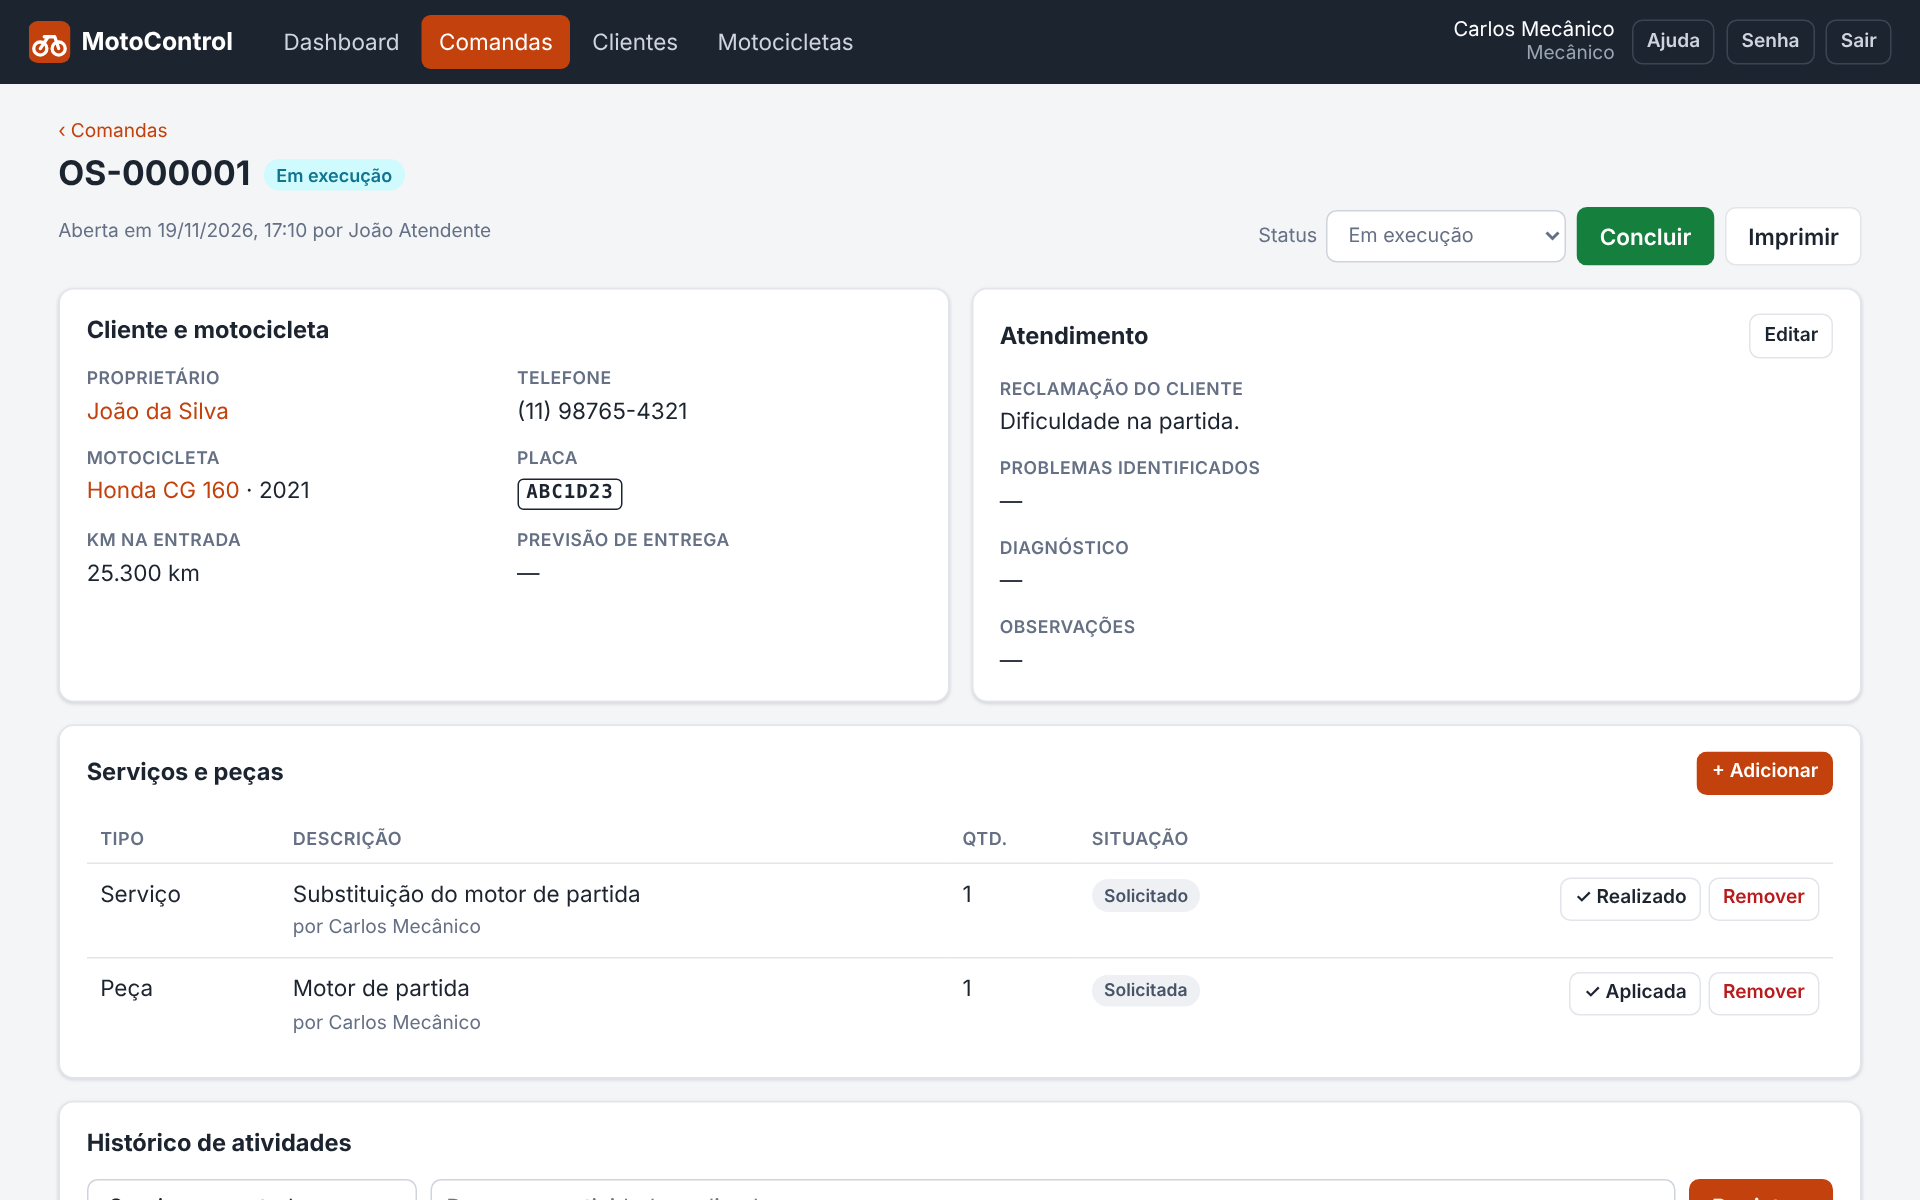 MotoControl
Dashboard
Comandas
Clientes
Motocicletas
Carlos Mecânico
Mecânico
Ajuda
Senha
Sair
‹ Comandas
OS-000001
Em execução
Aberta em 19/11/2026, 17:10 por João Atendente
Status
Em execução
Concluir
Imprimir
Cliente e motocicleta
PROPRIETÁRIO
João da Silva
TELEFONE
(11) 98765-4321
MOTOCICLETA
Honda CG 160 · 2021
PLACA
ABC1D23
KM NA ENTRADA
25.300 km
PREVISÃO DE ENTREGA
—
Atendimento
Editar
RECLAMAÇÃO DO CLIENTE
Dificuldade na partida.
PROBLEMAS IDENTIFICADOS
—
DIAGNÓSTICO
—
OBSERVAÇÕES
—
Serviços e peças
+ Adicionar
TIPO DESCRIÇÃO QTD. SITUAÇÃO
Serviço Substituição do motor de partida 1 Solicitado ✓ Realizado Remover
por Carlos Mecânico
Peça Motor de partida 1 Solicitada ✓ Aplicada Remover
por Carlos Mecânico
Histórico de atividades